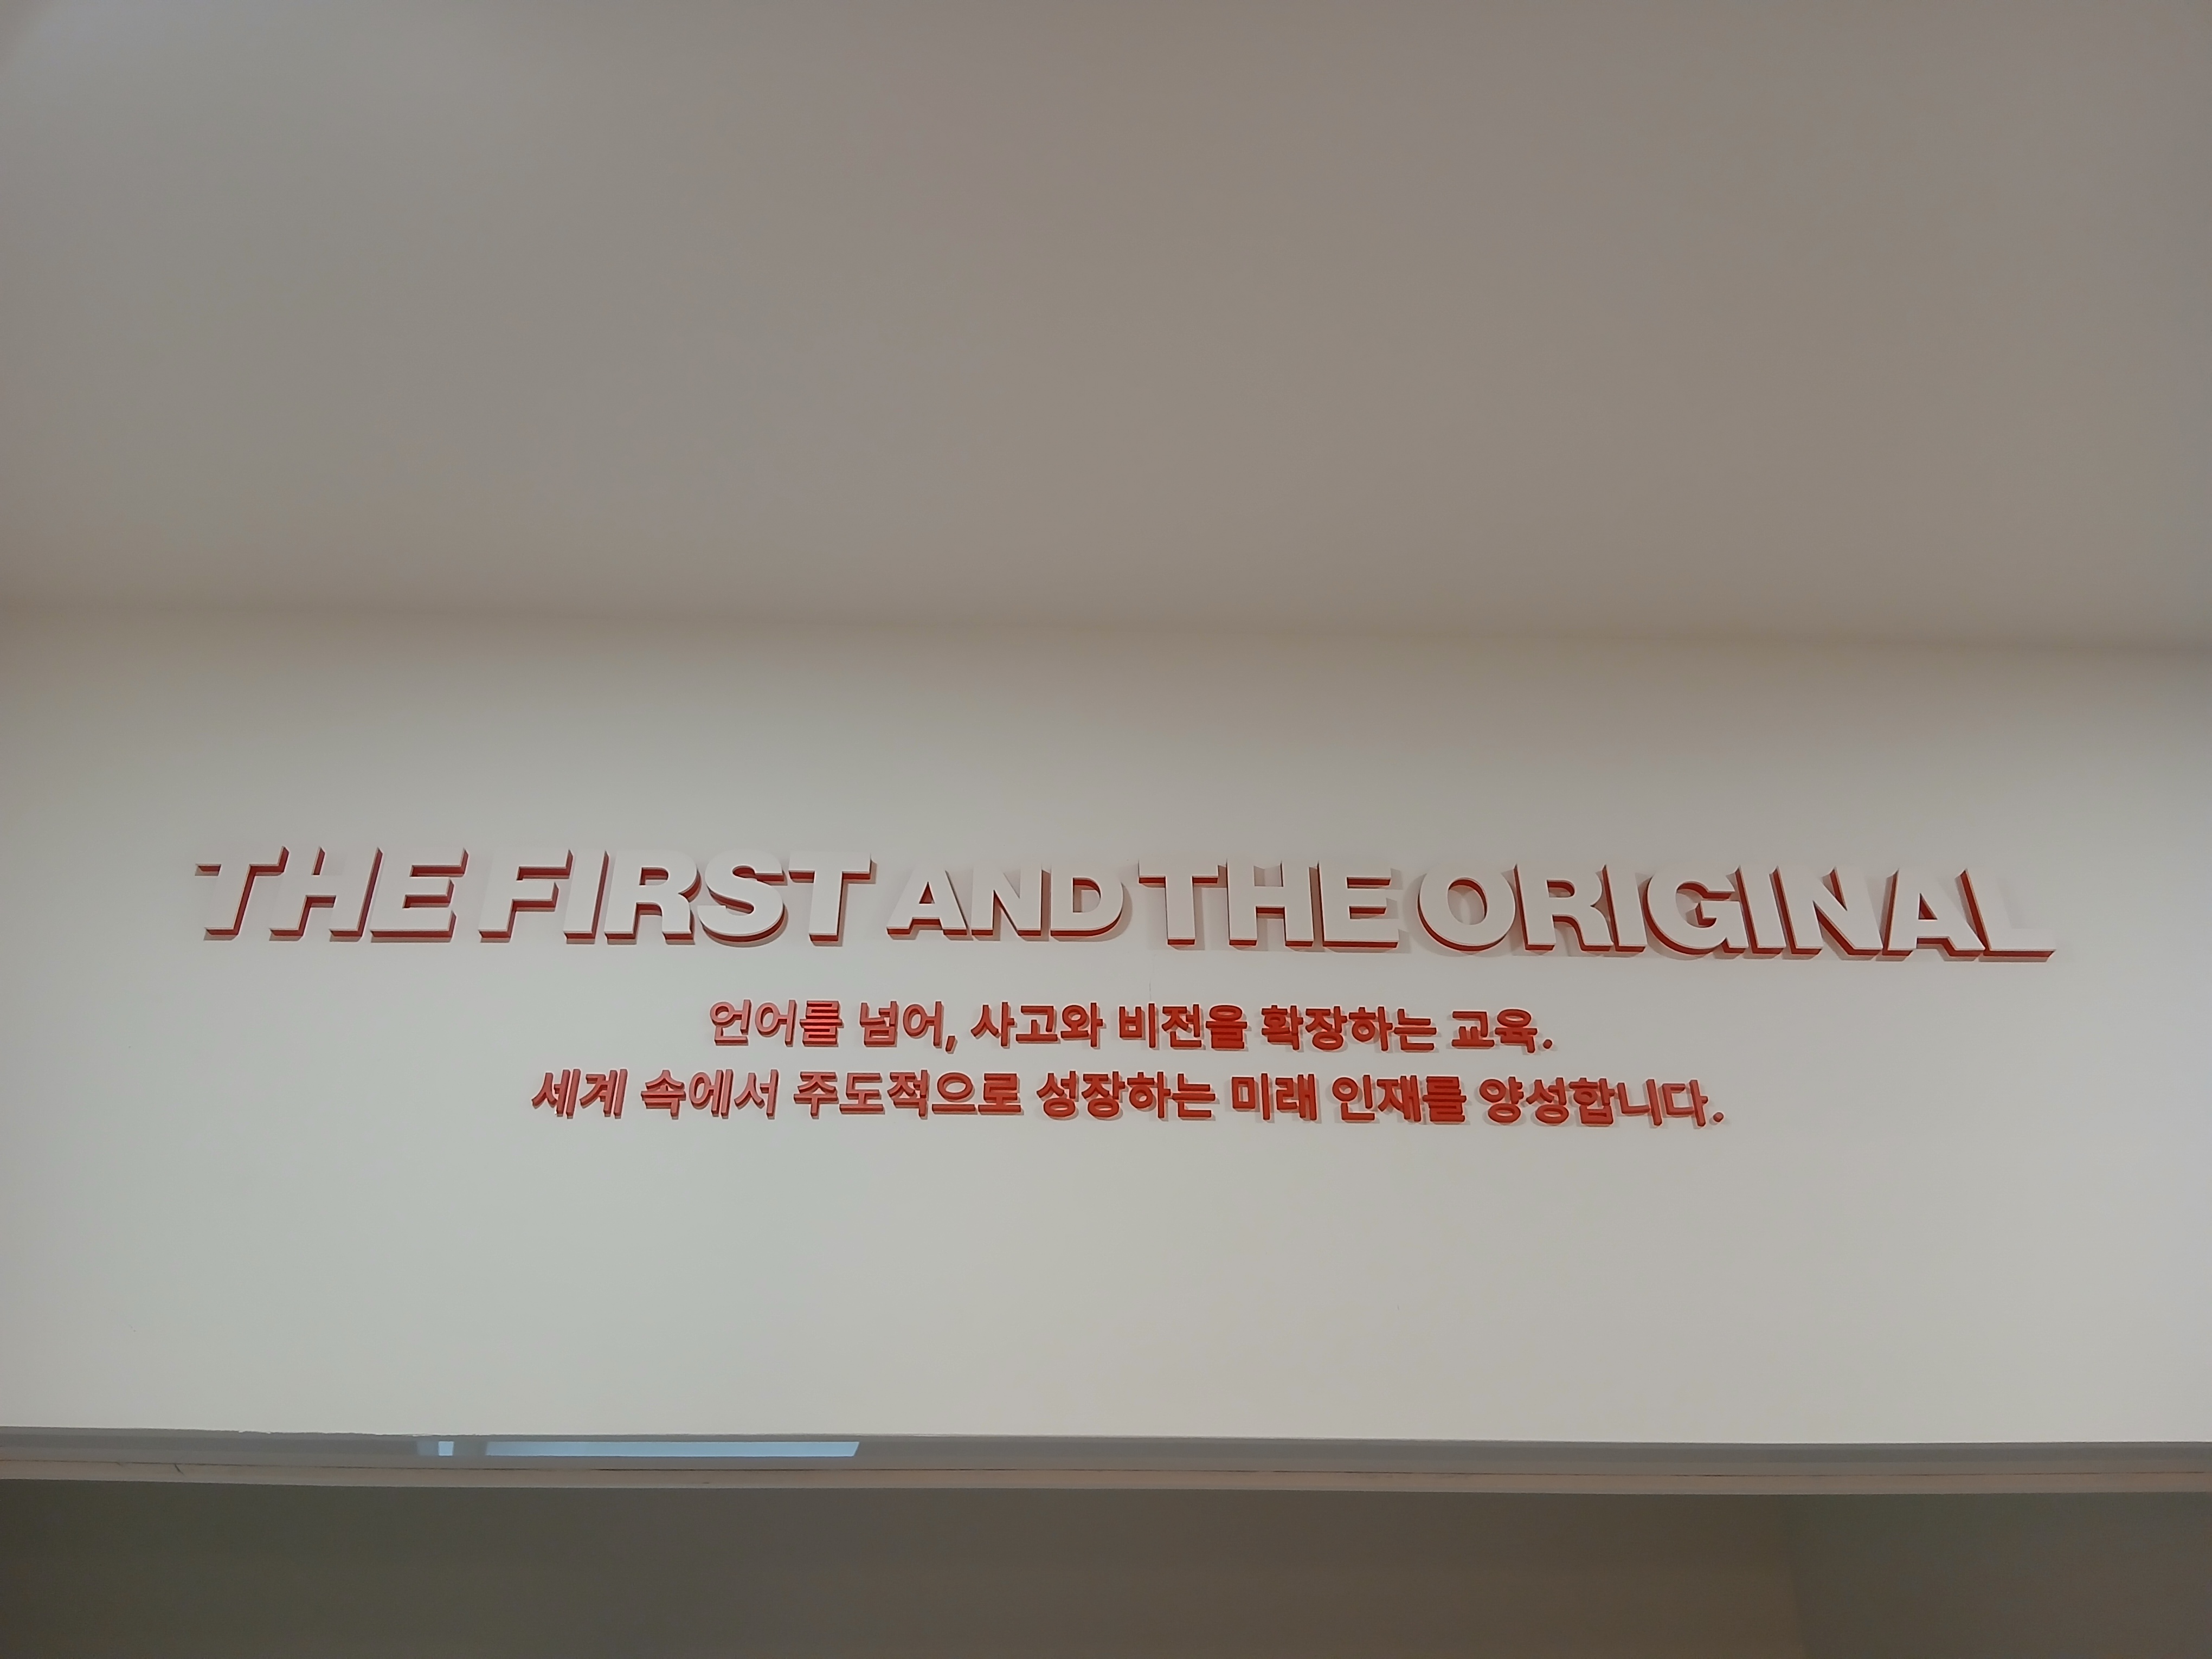 THE FIRST AND THE ORIGINAL
언어를 넘어, 사고와 비전을 확장하는 교육.
세계 속에서 주도적으로 성장하는 미래 인재를 양성합니다.